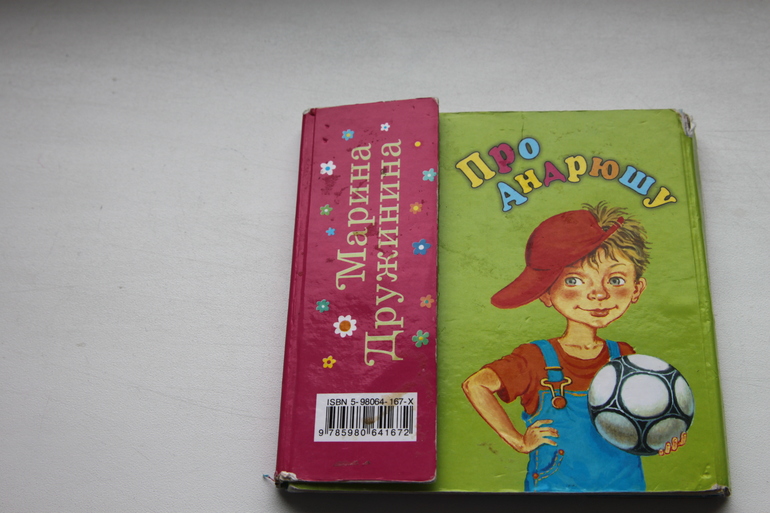 Марина
Дружинина
ISBN 5-98064-167-X
9 785980 641672
Про
Андрюшу